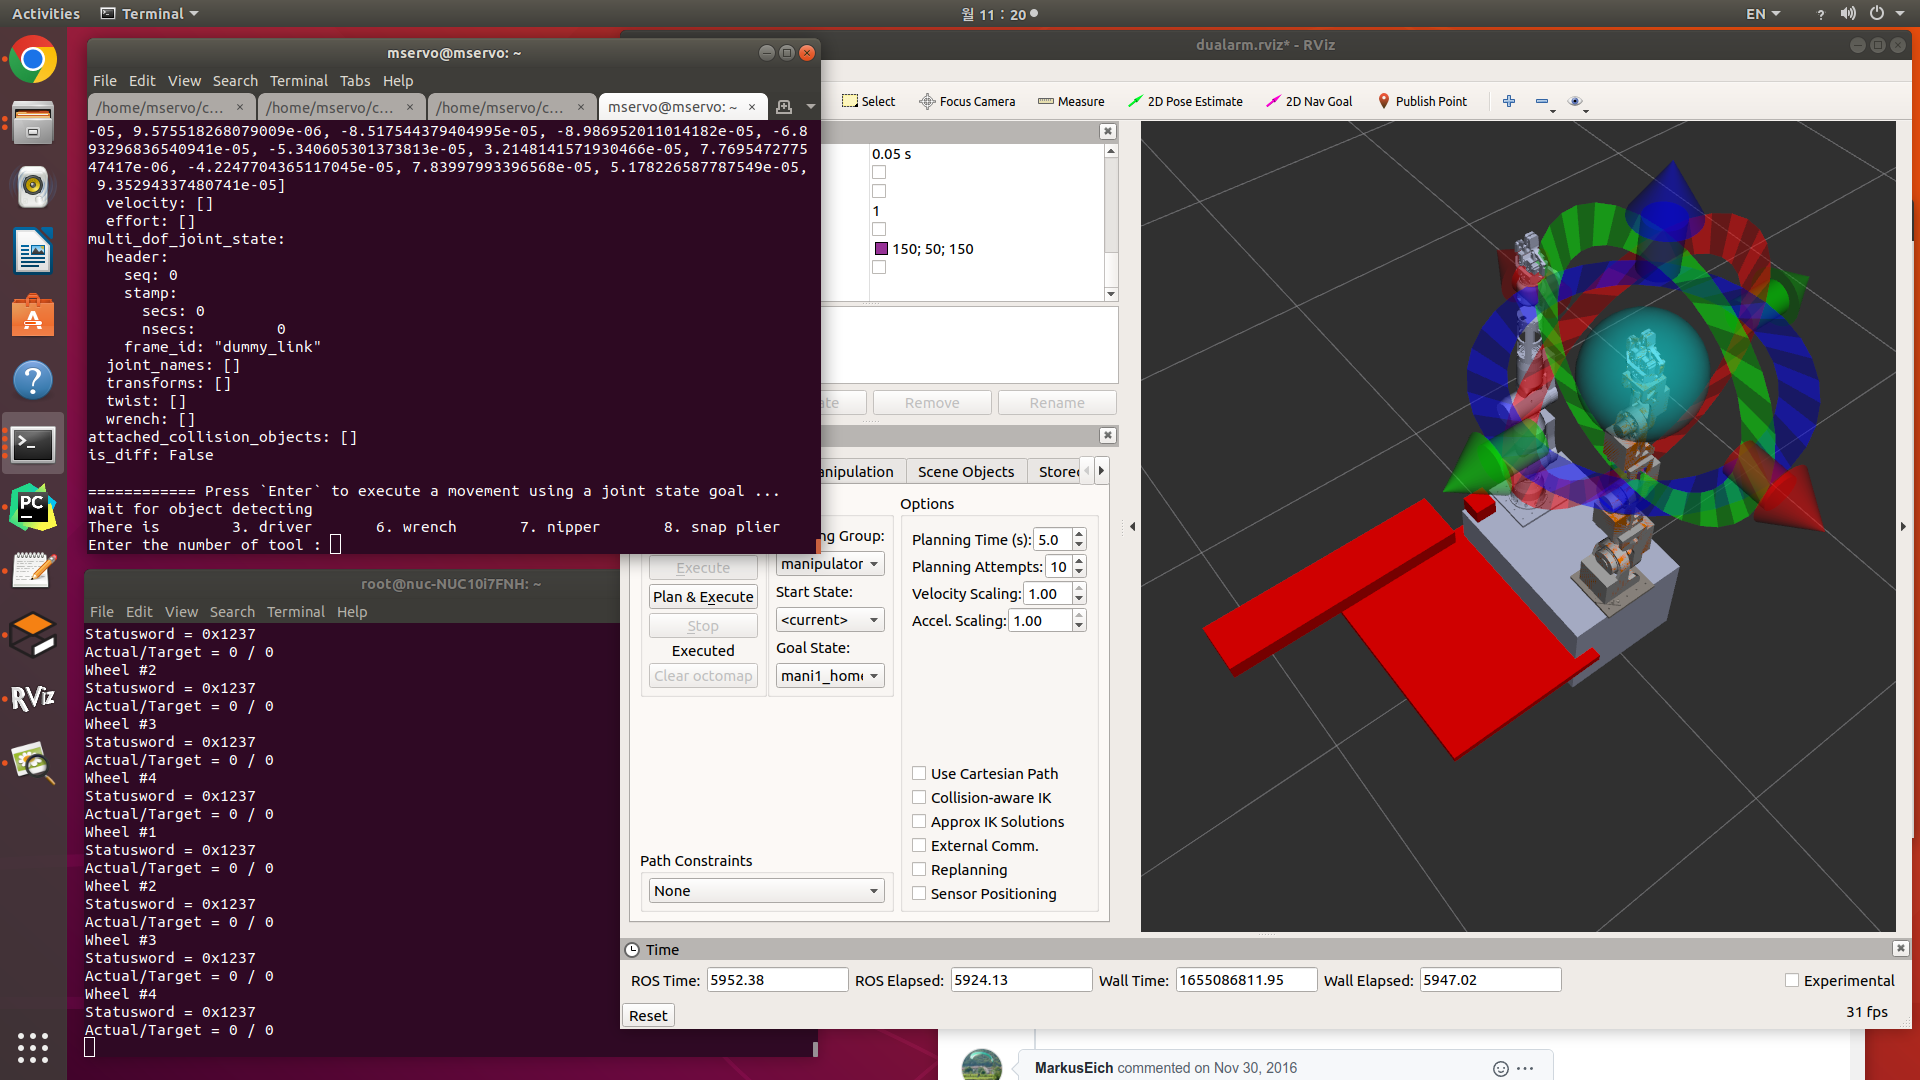 Activities
Terminal
월 11 : 20
EN
?
mservo@mservo: ~
File Edit View Search Terminal Tabs Help
/home/mservo/c... ×
/home/mservo/c... ×
/home/mservo/c... ×
mservo@mservo: ~ ×
-05, 9.575518268079009e-06, -8.517544379404995e-05, -8.986952011014182e-05, -6.8
93296836540941e-05, -5.340605301373813e-05, 3.2148141571930466e-05, 7.7695472775
47417e-06, -4.2247704365117045e-05, 7.83997993396568e-05, 5.178226587787549e-05,
9.35294337480741e-05]
velocity: []
effort: []
multi_dof_joint_state:
header:
seq: 0
stamp:
secs: 0
nsecs: 0
frame_id: "dummy_link"
joint_names: []
transforms: []
twist: []
wrench: []
attached_collision_objects: []
is_diff: False
============ Press `Enter` to execute a movement using a joint state goal ...
wait for object detecting
There is 3. driver 6. wrench 7. nipper 8. snap plier
Enter the number of tool :
root@nuc-NUC10i7FNH: ~
File Edit View Search Terminal Help
Statusword = 0x1237
Actual/Target = 0 / 0
Wheel #2
Statusword = 0x1237
Actual/Target = 0 / 0
Wheel #3
Statusword = 0x1237
Actual/Target = 0 / 0
Wheel #4
Statusword = 0x1237
Actual/Target = 0 / 0
Wheel #1
Statusword = 0x1237
Actual/Target = 0 / 0
Wheel #2
Statusword = 0x1237
Actual/Target = 0 / 0
Wheel #3
Statusword = 0x1237
Actual/Target = 0 / 0
Wheel #4
Statusword = 0x1237
Actual/Target = 0 / 0
PC
RViz
dualarm.rviz* - RViz
Select
Focus Camera
Measure
2D Pose Estimate
2D Nav Goal
Publish Point
0.05 s
1
150; 50; 150
Remove
Rename
Scene Objects
Options
Planning Time (s): 5.0
Planning Attempts: 10
Velocity Scaling: 1.00
Accel. Scaling: 1.00
Group:
manipulator
Start State:
<current>
Goal State:
Execute
Plan & Execute
Stop
Executed
Clear octomap
Use Cartesian Path
Collision-aware IK
Approx IK Solutions
External Comm.
Replanning
Sensor Positioning
Path Constraints
None
Time
ROS Time: 5952.38
ROS Elapsed: 5924.13
Wall Time: 1655086811.95
Wall Elapsed: 5947.02
Experimental
Reset
31 fps
MarkusEich commented on Nov 30, 2016